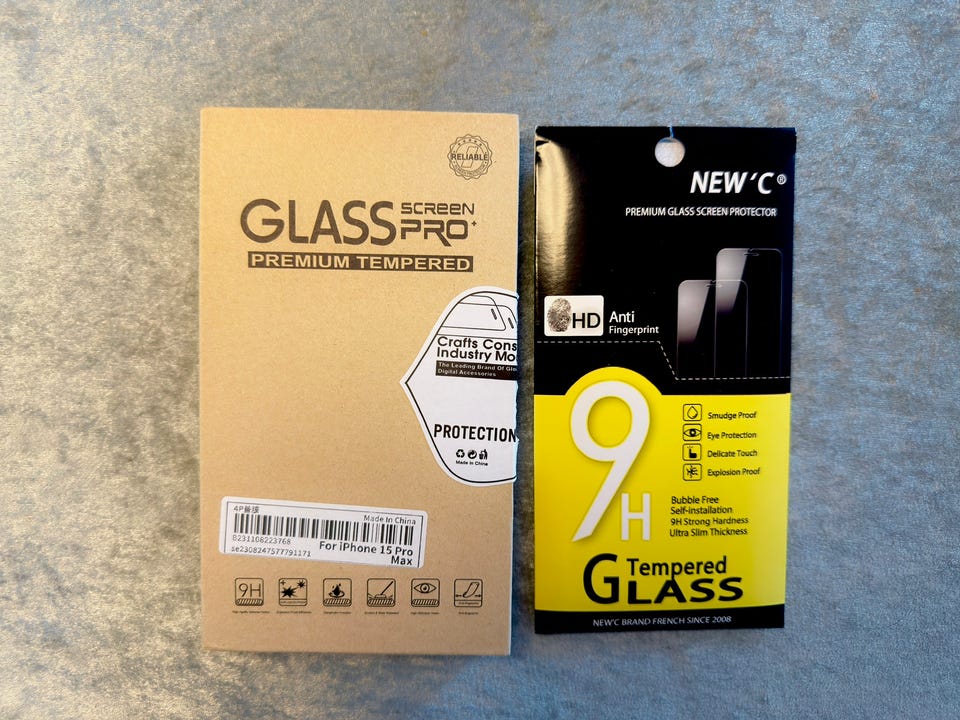 RELIABLE
GLASS SCREEN PRO+
PREMIUM TEMPERED
Crafts Cons
Industry Mo
The Leading Brand Of Glo
Digital Accessories
PROTECTION
Made in China
Made In China
B231108223768
se2308247577791171
For iPhone 15 Pro
Max
9H
NEW'C®
PREMIUM GLASS SCREEN PROTECTOR
HD Anti
Fingerprint
9H
Smudge Proof
Eye Protection
Delicate Touch
Explosion Proof
Bubble Free
Self-installation
9H Strong Hardness
Ultra Slim Thickness
Tempered
GLASS
NEW'C BRAND FRENCH SINCE 2008